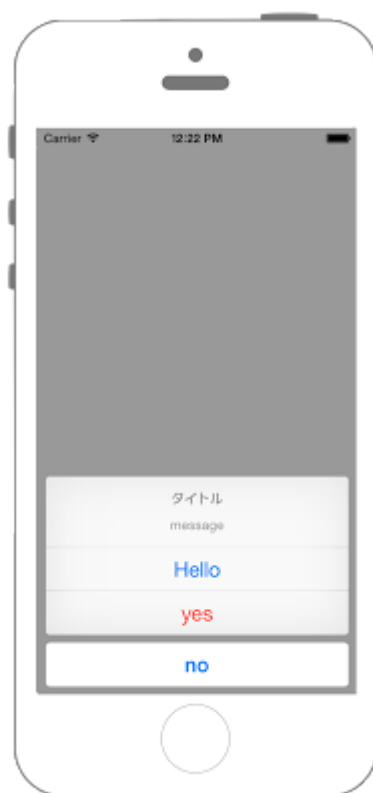 Carrier 12:22 PM
タイトル
message
Hello
yes
no